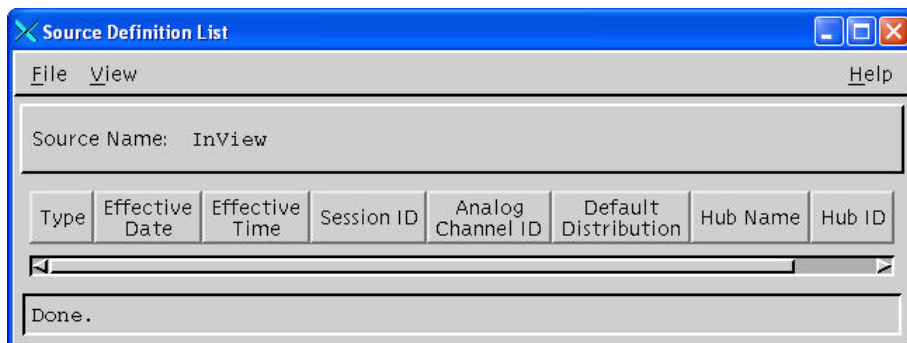 Source Definition List
File View Help
Source Name: InView
Type Effective Date Effective Time Session ID Analog Channel ID Default Distribution Hub Name Hub ID
Done.